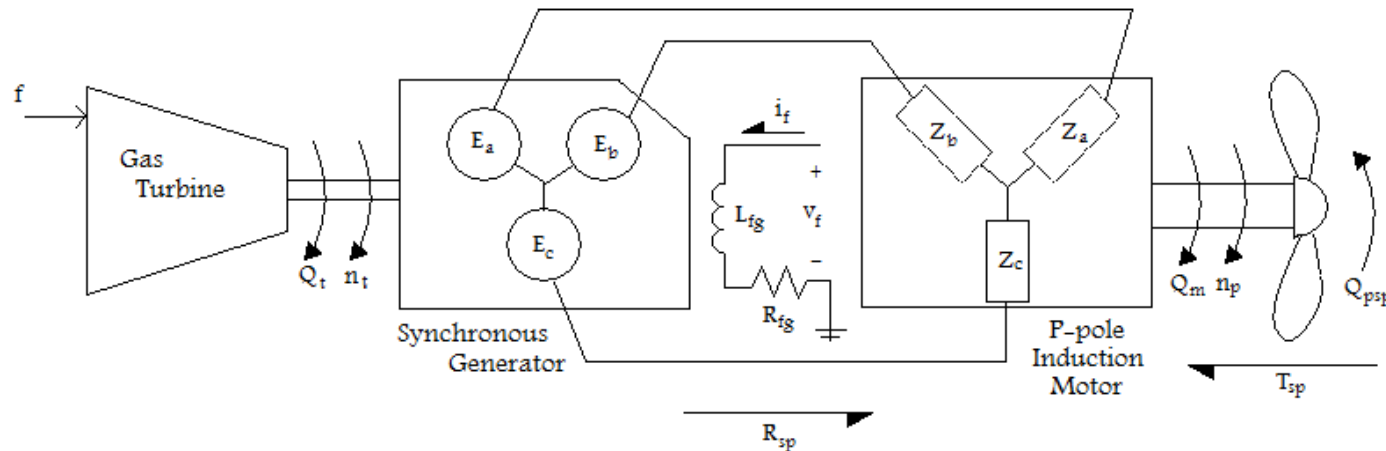 f
Gas
Turbine
Q_t
n_t
E_a
E_b
E_c
Synchronous
Generator
i_f
+
L_fg
v_f
−
R_fg
Z_b
Z_a
Z_c
P-pole
Induction
Motor
Q_m
n_p
Q_psp
T_sp
R_sp